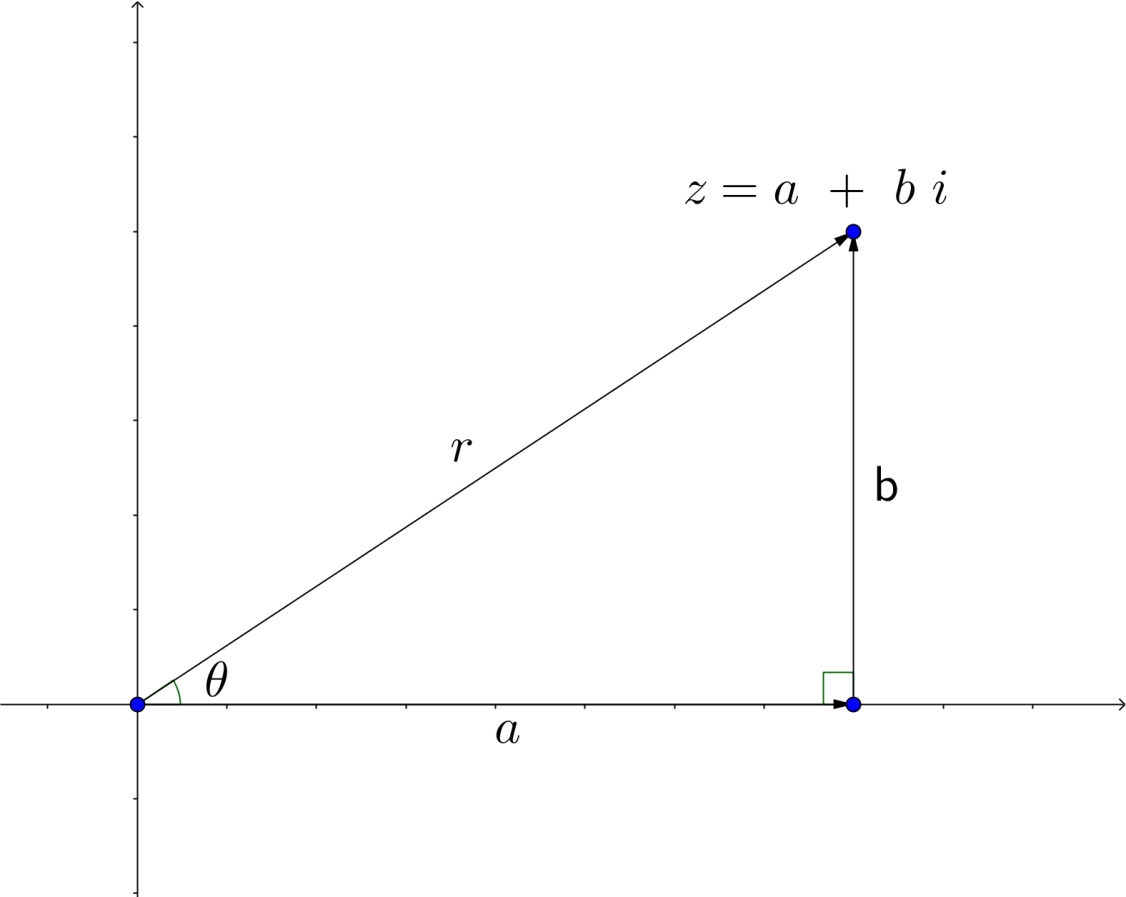 z = a + b i
r
b
θ
a